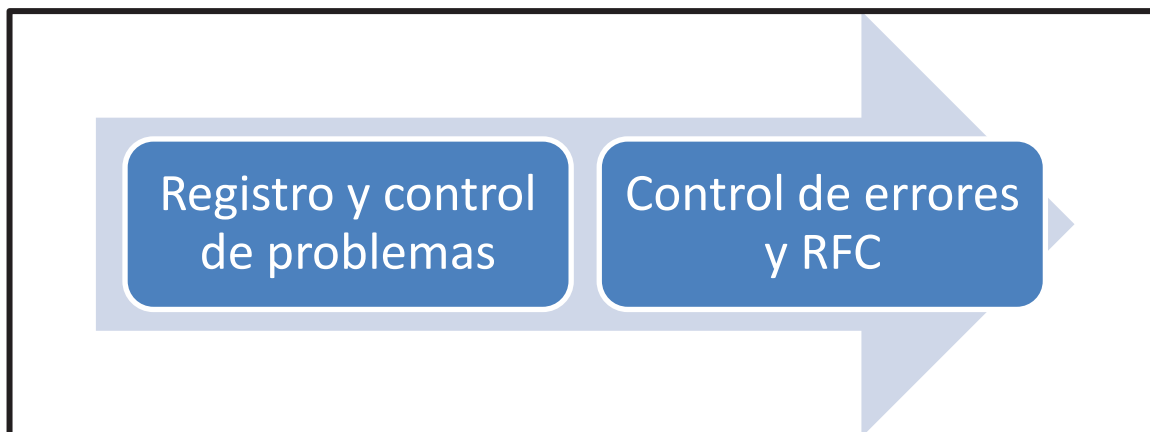 Registro y control
de problemas
Control de errores
y RFC